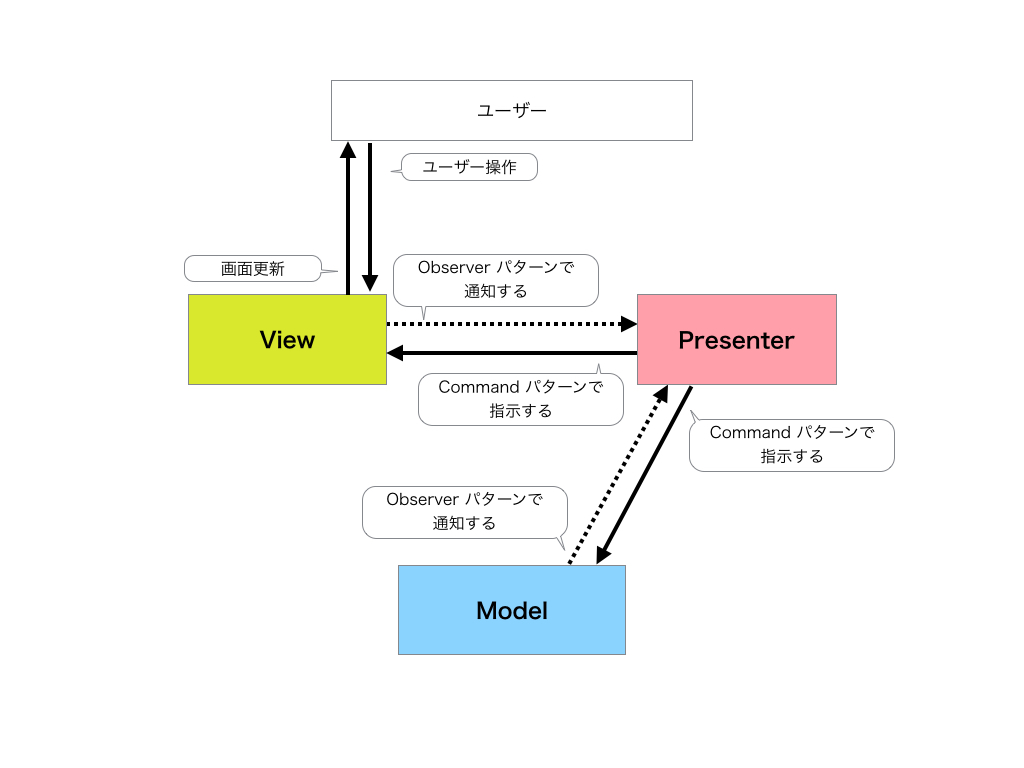 ユーザー
ユーザー操作
画面更新
Observer パターンで
通知する
View
Presenter
Command パターンで
指示する
Command パターンで
指示する
Observer パターンで
通知する
Model